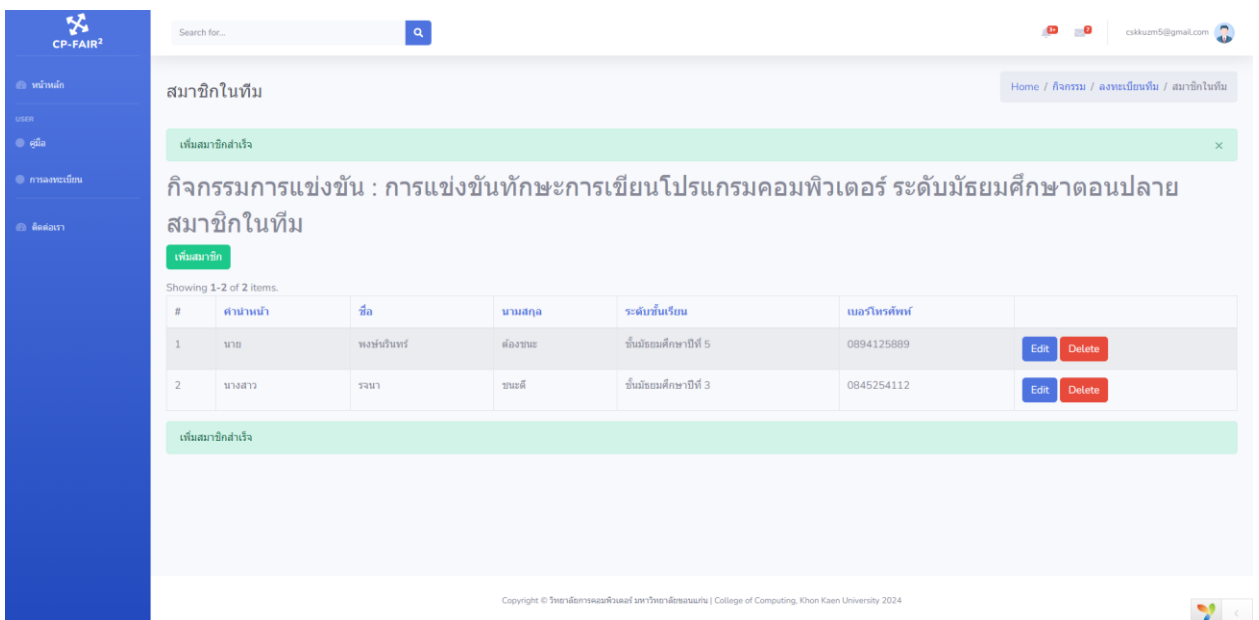 CP-FAIR²
Search for...
3+
7
cskkuzm5@gmail.com
หน้าหลัก
USER
คู่มือ
การลงทะเบียน
ติดต่อเรา
สมาชิกในทีม
Home / กิจกรรม / ลงทะเบียนทีม / สมาชิกในทีม
เพิ่มสมาชิกสำเร็จ ×
กิจกรรมการแข่งขัน : การแข่งขันทักษะการเขียนโปรแกรมคอมพิวเตอร์ ระดับมัธยมศึกษาตอนปลาย
สมาชิกในทีม
เพิ่มสมาชิก
Showing 1-2 of 2 items.
# คำนำหน้า ชื่อ นามสกุล ระดับชั้นเรียน เบอร์โทรศัพท์
1 นาย พงษ์นรินทร์ ต้องชนะ ชั้นมัธยมศึกษาปีที่ 5 0894125889 Edit Delete
2 นางสาว รจนา ชนะดี ชั้นมัธยมศึกษาปีที่ 3 0845254112 Edit Delete
เพิ่มสมาชิกสำเร็จ
Copyright © วิทยาลัยการคอมพิวเตอร์ มหาวิทยาลัยขอนแก่น | College of Computing, Khon Kaen University 2024